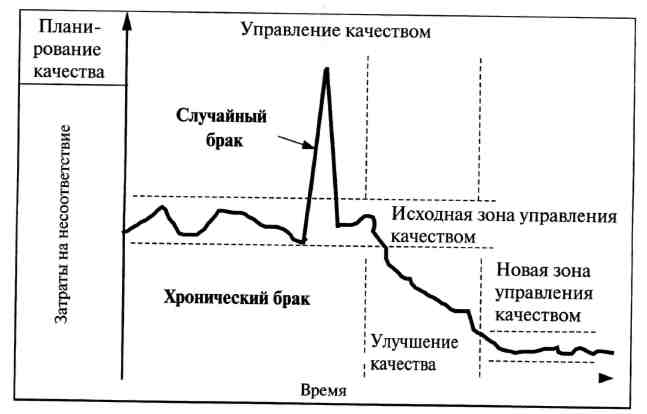 Плани-
рование
качества
Управление качеством
Затраты на несоответствие
Случайный
брак
Исходная зона управления
качеством
Хронический брак
Новая зона
управления
качеством
Улучшение
качества
Время